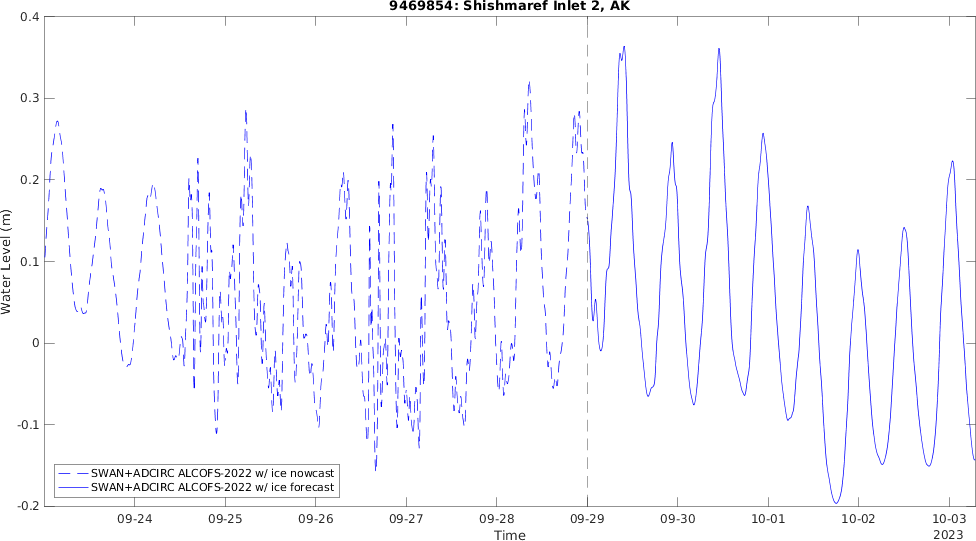 9469854: Shishmaref Inlet 2, AK
0.4
0.3
0.2
0.1
0
-0.1
-0.2
Water Level (m)
SWAN+ADCIRC ALCOFS-2022 w/ ice nowcast
SWAN+ADCIRC ALCOFS-2022 w/ ice forecast
09-24 09-25 09-26 09-27 09-28 09-29 09-30 10-01 10-02 10-03
2023
Time